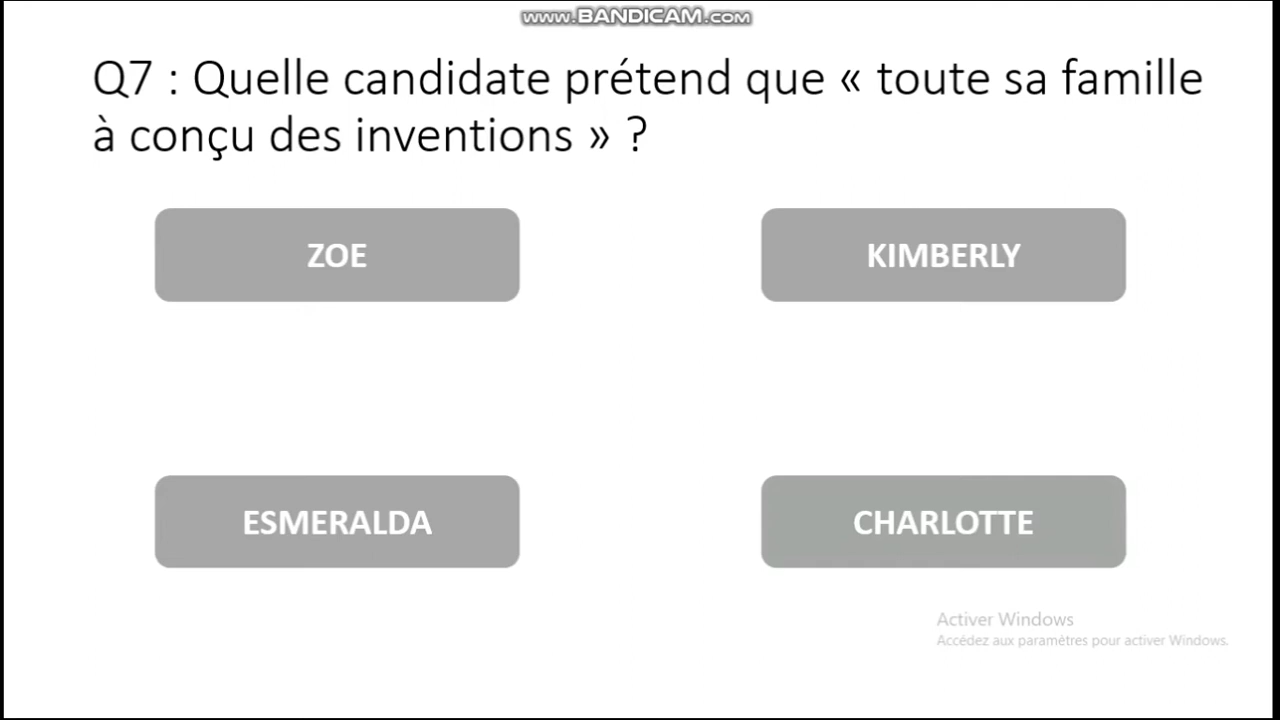 www.BANDICAM.com
Q7 : Quelle candidate prétend que « toute sa famille
à conçu des inventions » ?
ZOE
KIMBERLY
ESMERALDA
CHARLOTTE
Activer Windows
Accédez aux paramètres pour activer Windows.